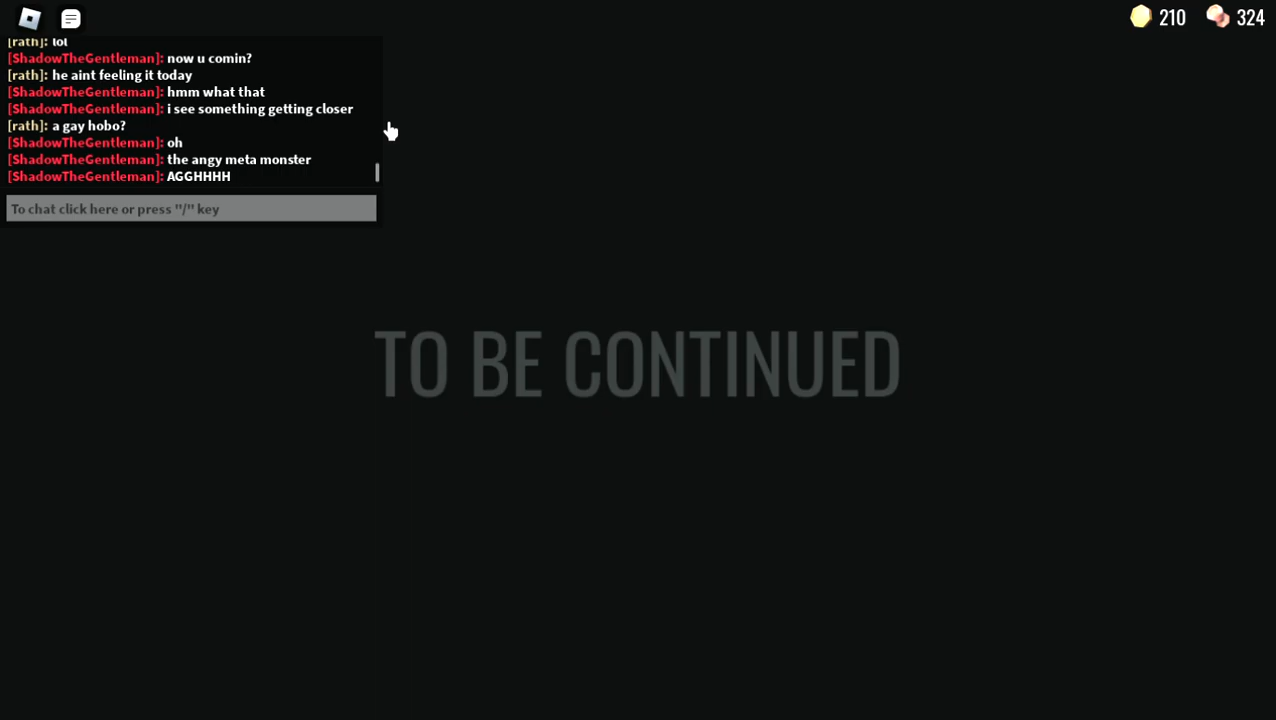 210
324
[rath]: lol
[ShadowTheGentleman]: now u comin?
[rath]: he aint feeling it today
[ShadowTheGentleman]: hmm what that
[ShadowTheGentleman]: i see something getting closer
[rath]: a gay hobo?
[ShadowTheGentleman]: oh
[ShadowTheGentleman]: the angy meta monster
[ShadowTheGentleman]: AGGHHHH
To chat click here or press "/" key
TO BE CONTINUED